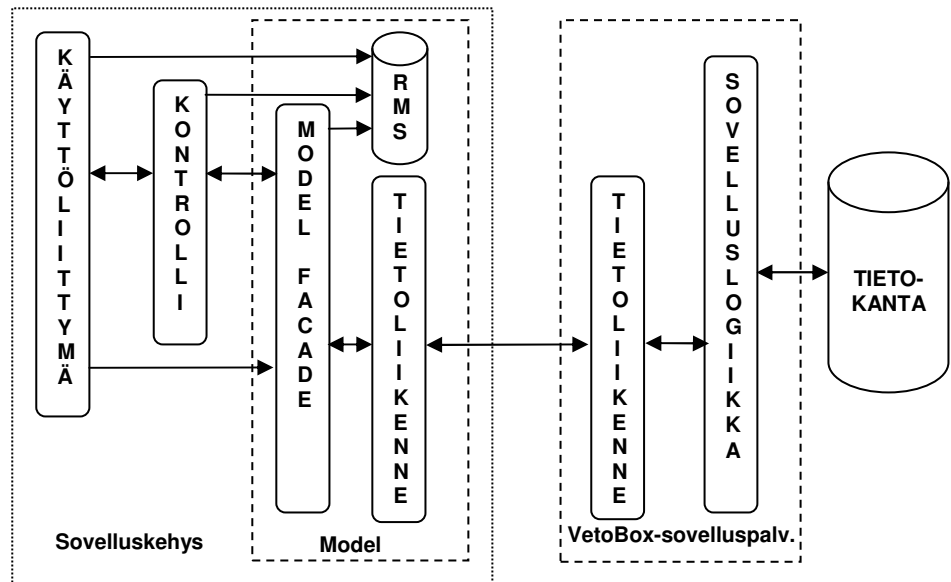 KÄYTTÖLIITTYMÄ
KONTROLLI
MODEL FACADE
RMS
TIETOLIIKENNE
TIETOLIIKENNE
SOVELLUSLOGIIKKA
TIETO-
KANTA
Sovelluskehys
Model
VetoBox-sovelluspalv.